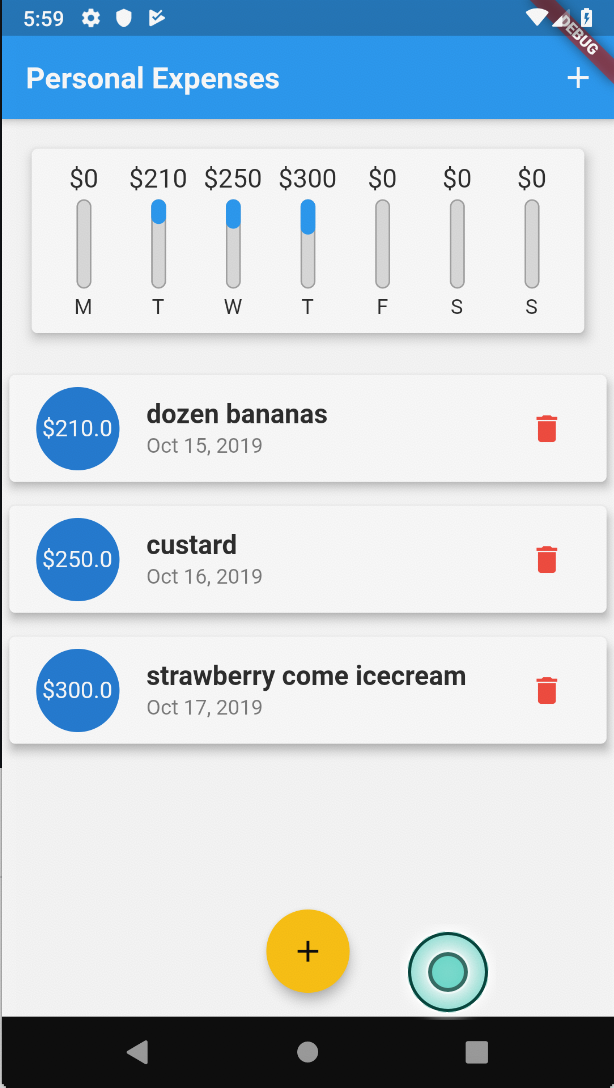 5:59
DEBUG
Personal Expenses
$0 $210 $250 $300 $0 $0 $0
M T W T F S S
$210.0
dozen bananas
Oct 15, 2019
$250.0
custard
Oct 16, 2019
$300.0
strawberry come icecream
Oct 17, 2019